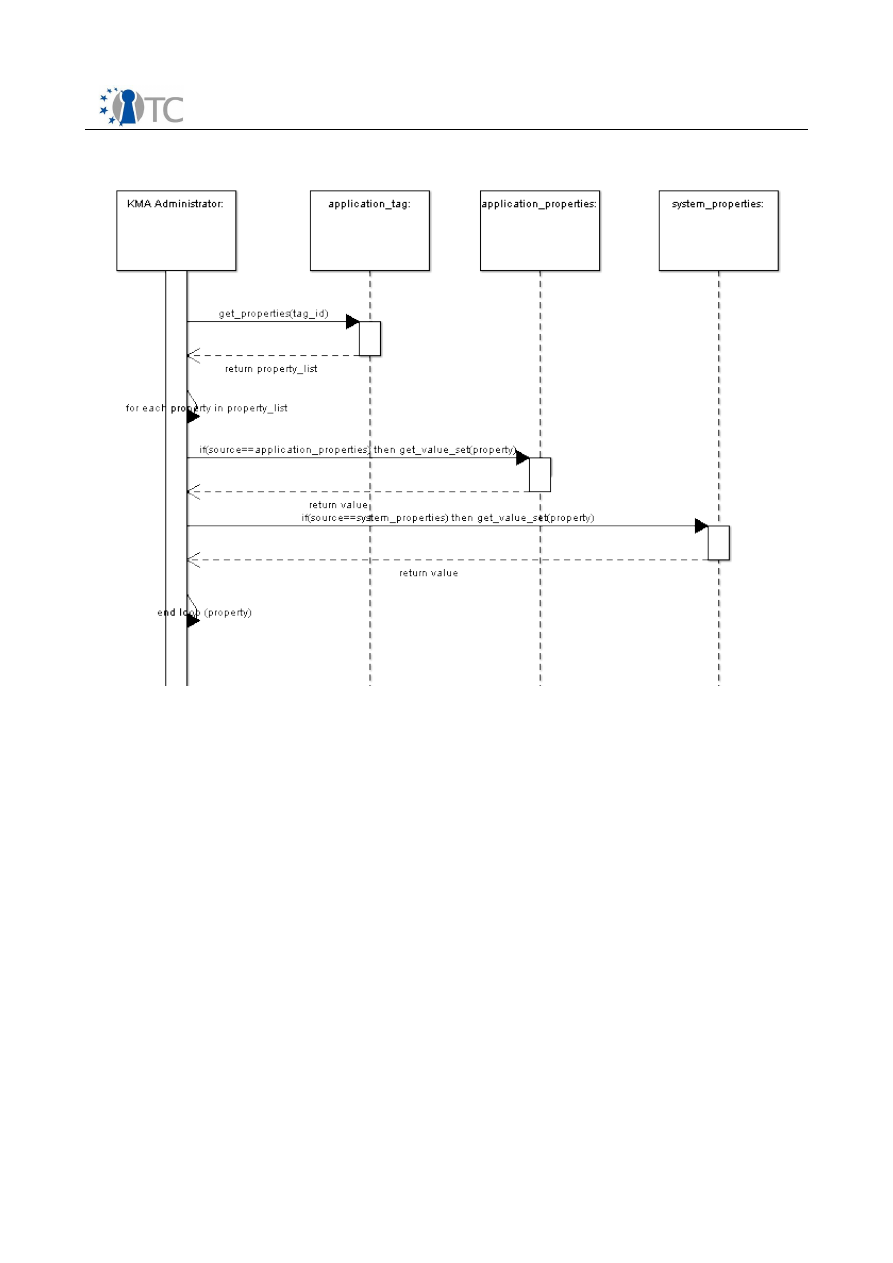 TC
KMA Administrator:
application_tag:
application_properties:
system_properties:
get_properties(tag_id)
return property_list
for each property in property_list
if(source==application_properties) then get_value_set(property)
return value
if(source==system_properties) then get_value_set(property)
return value
end loop (property)